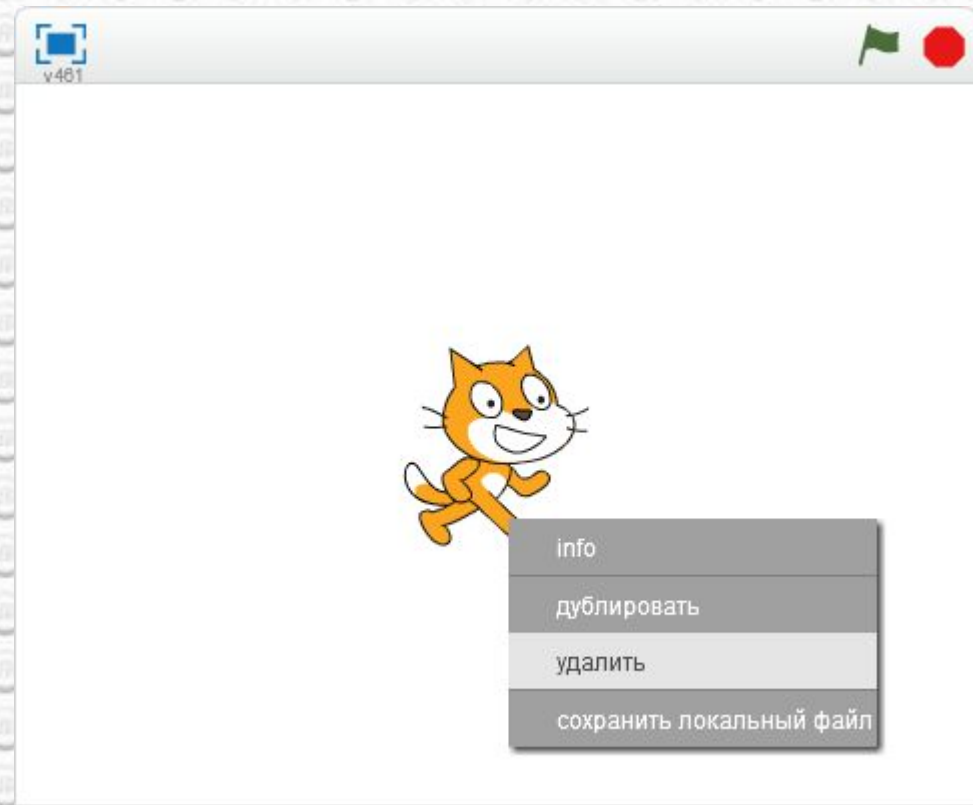 v461
info
дублировать
удалить
сохранить локальный файл